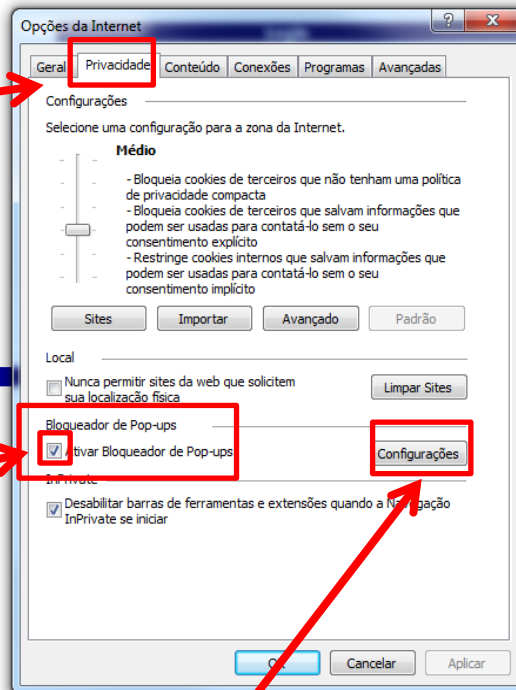 Opções da Internet
Geral Privacidade Conteúdo Conexões Programas Avançadas
Configurações
Selecione uma configuração para a zona da Internet.
Médio
- Bloqueia cookies de terceiros que não tenham uma política
de privacidade compacta
- Bloqueia cookies de terceiros que salvam informações que
podem ser usadas para contatá-lo sem o seu
consentimento explícito
- Restringe cookies internos que salvam informações que
podem ser usadas para contatá-lo sem o seu
consentimento implícito
Sites Importar Avançado Padrão
Local
Nunca permitir sites da web que solicitem
sua localização física
Limpar Sites
Bloqueador de Pop-ups
Ativar Bloqueador de Pop-ups
Configurações
InPrivate
Desabilitar barras de ferramentas e extensões quando a Navegação
InPrivate se iniciar
OK Cancelar Aplicar